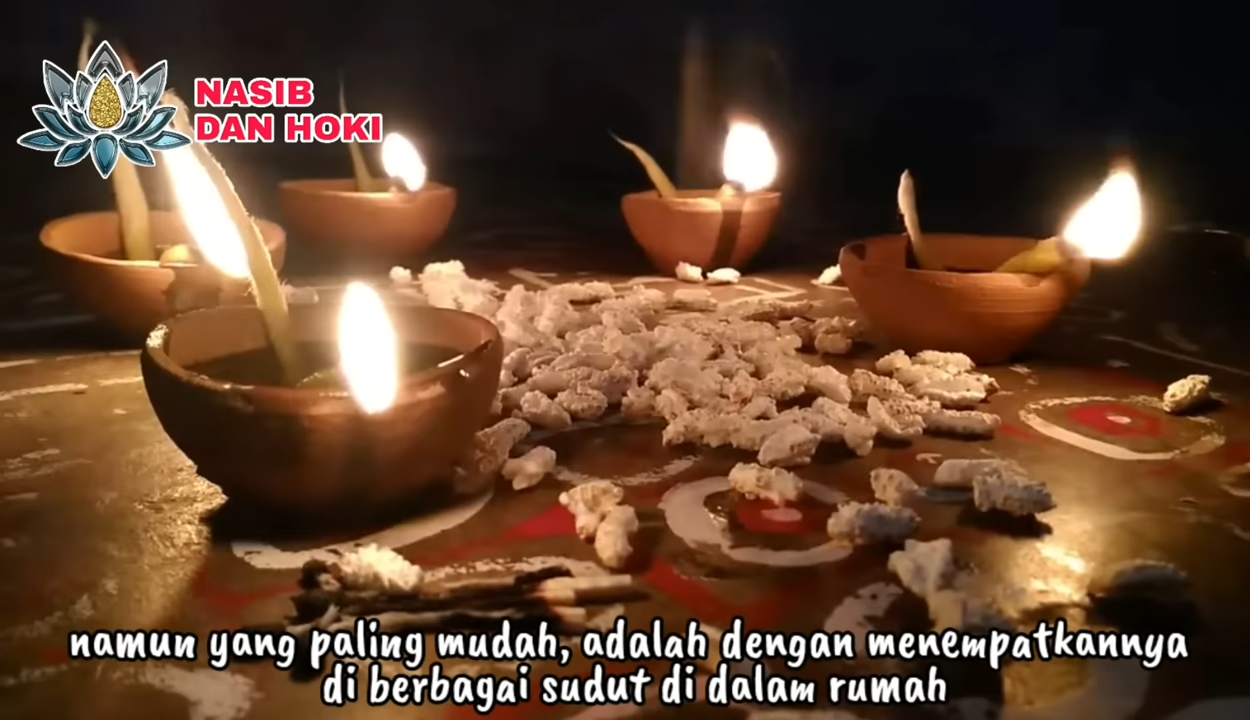 NASIB
DAN HOKI
namun yang paling mudah, adalah dengan menempatkannya
di berbagai sudut di dalam rumah